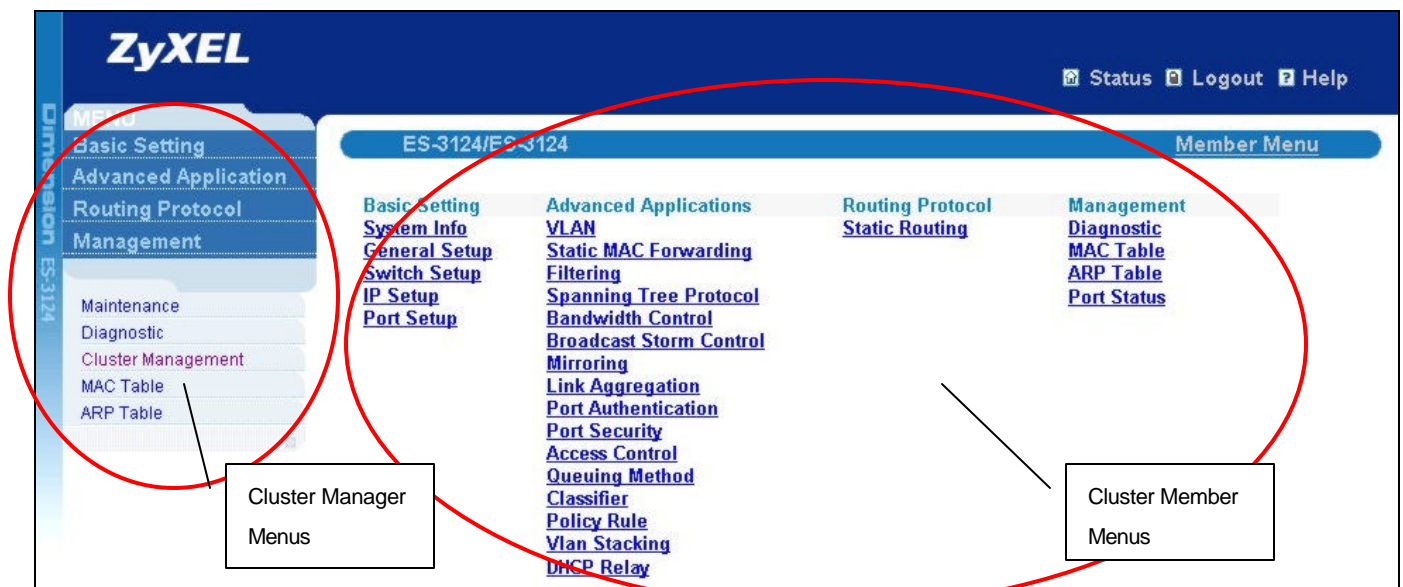 ZyXEL
Status Logout Help
Dimension ES-3124
MENU
Basic Setting
Advanced Application
Routing Protocol
Management
Maintenance
Diagnostic
Cluster Management
MAC Table
ARP Table
Cluster Manager
Menus
ES-3124/ES-3124
Member Menu
Basic Setting
System Info
General Setup
Switch Setup
IP Setup
Port Setup
Advanced Applications
VLAN
Static MAC Forwarding
Filtering
Spanning Tree Protocol
Bandwidth Control
Broadcast Storm Control
Mirroring
Link Aggregation
Port Authentication
Port Security
Access Control
Queuing Method
Classifier
Policy Rule
Vlan Stacking
DHCP Relay
Routing Protocol
Static Routing
Management
Diagnostic
MAC Table
ARP Table
Port Status
Cluster Member
Menus